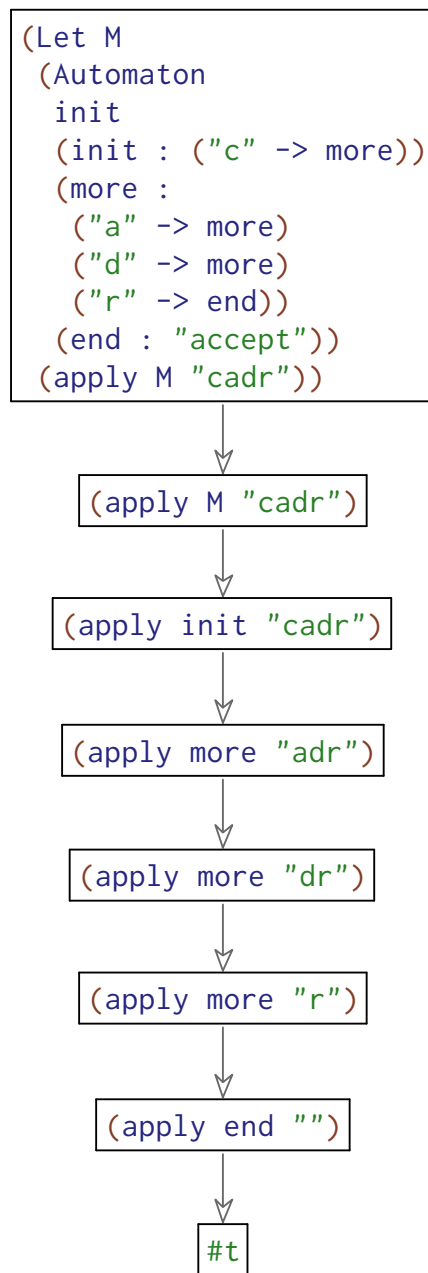 (Let M
(Automaton
init
(init : ("c" -> more))
(more :
("a" -> more)
("d" -> more)
("r" -> end))
(end : "accept"))
(apply M "cadr"))
(apply M "cadr")
(apply init "cadr")
(apply more "adr")
(apply more "dr")
(apply more "r")
(apply end "")
#t